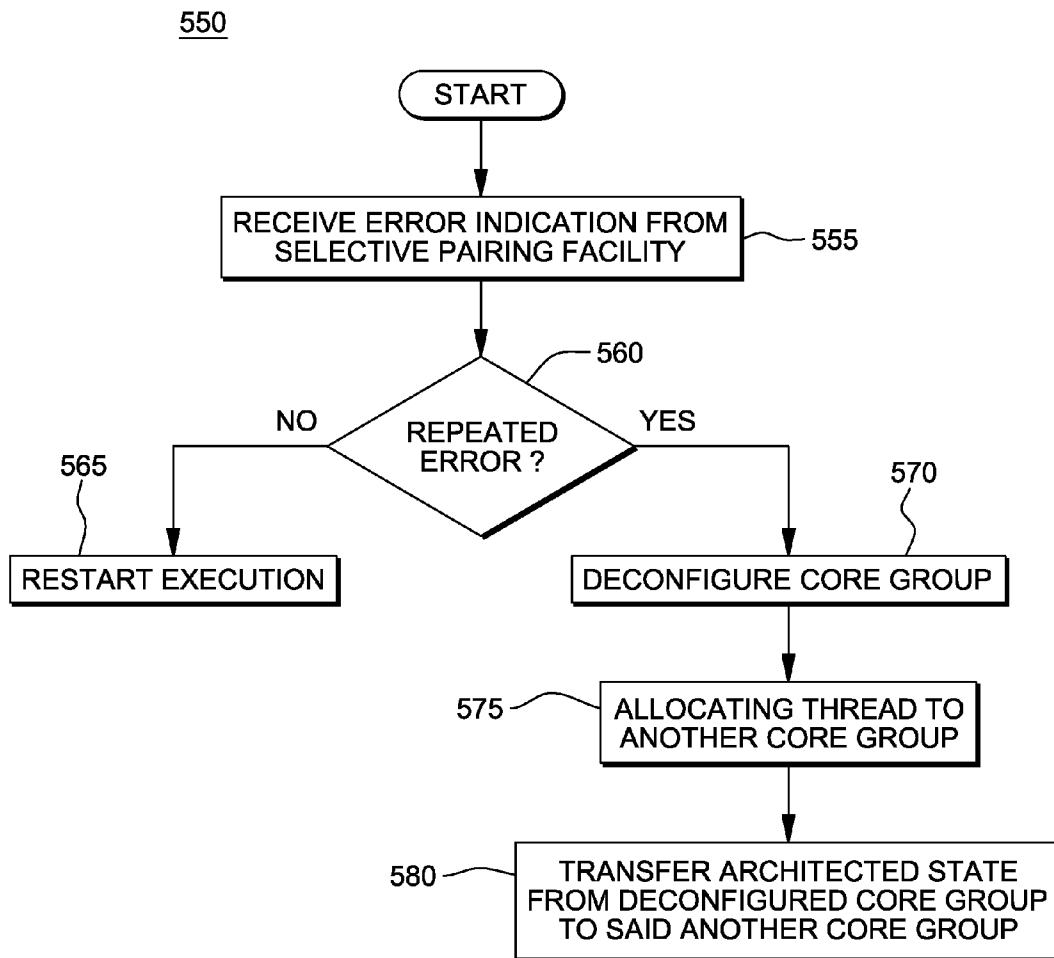 550
START
RECEIVE ERROR INDICATION FROM
SELECTIVE PAIRING FACILITY
555
560
NO
YES
REPEATED
ERROR ?
565
570
RESTART EXECUTION
DECONFIGURE CORE GROUP
575
ALLOCATING THREAD TO
ANOTHER CORE GROUP
580
TRANSFER ARCHITECTED STATE
FROM DECONFIGURED CORE GROUP
TO SAID ANOTHER CORE GROUP